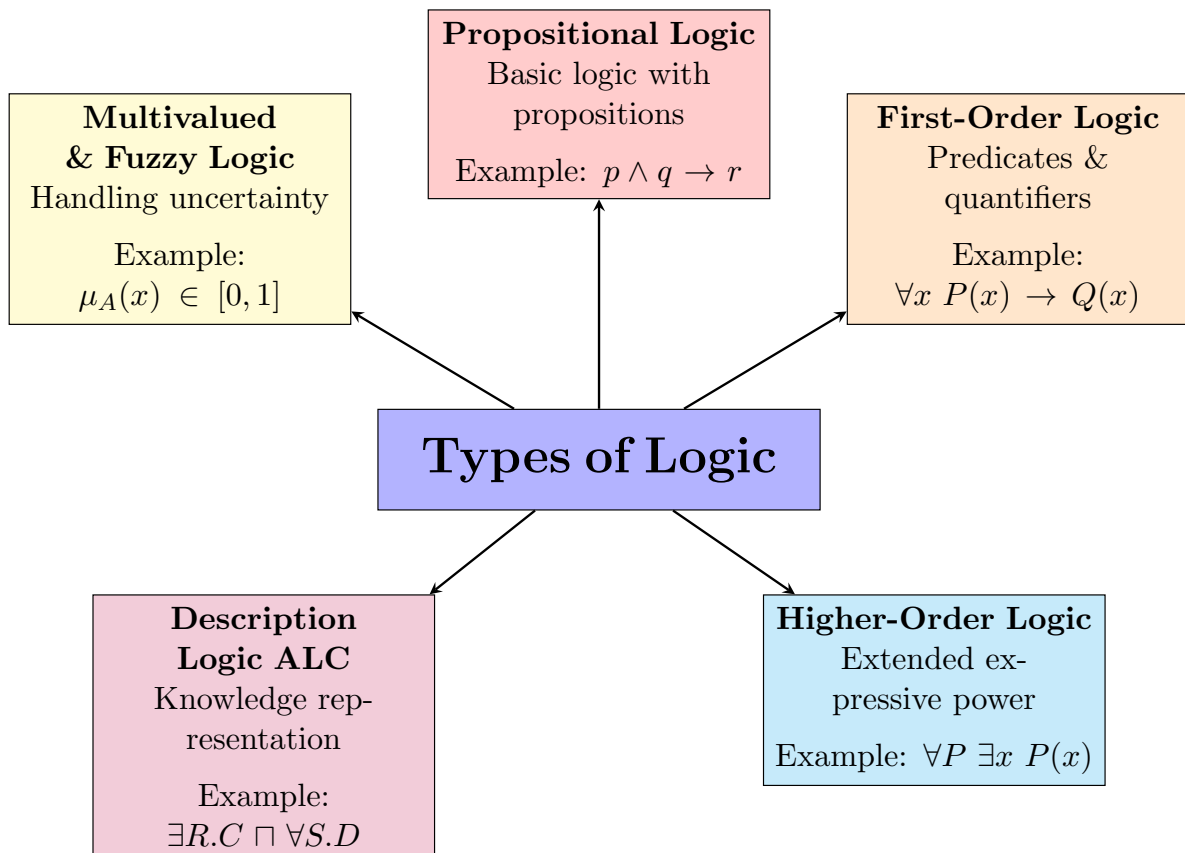 Propositional Logic
Basic logic with
propositions
Example: p ∧ q → r
Multivalued
& Fuzzy Logic
Handling uncertainty
Example:
μ_A(x) ∈ [0, 1]
First-Order Logic
Predicates &
quantifiers
Example:
∀x P(x) → Q(x)
Types of Logic
Description
Logic ALC
Knowledge rep-
resentation
Example:
∃R.C ⊓ ∀S.D
Higher-Order Logic
Extended ex-
pressive power
Example: ∀P ∃x P(x)